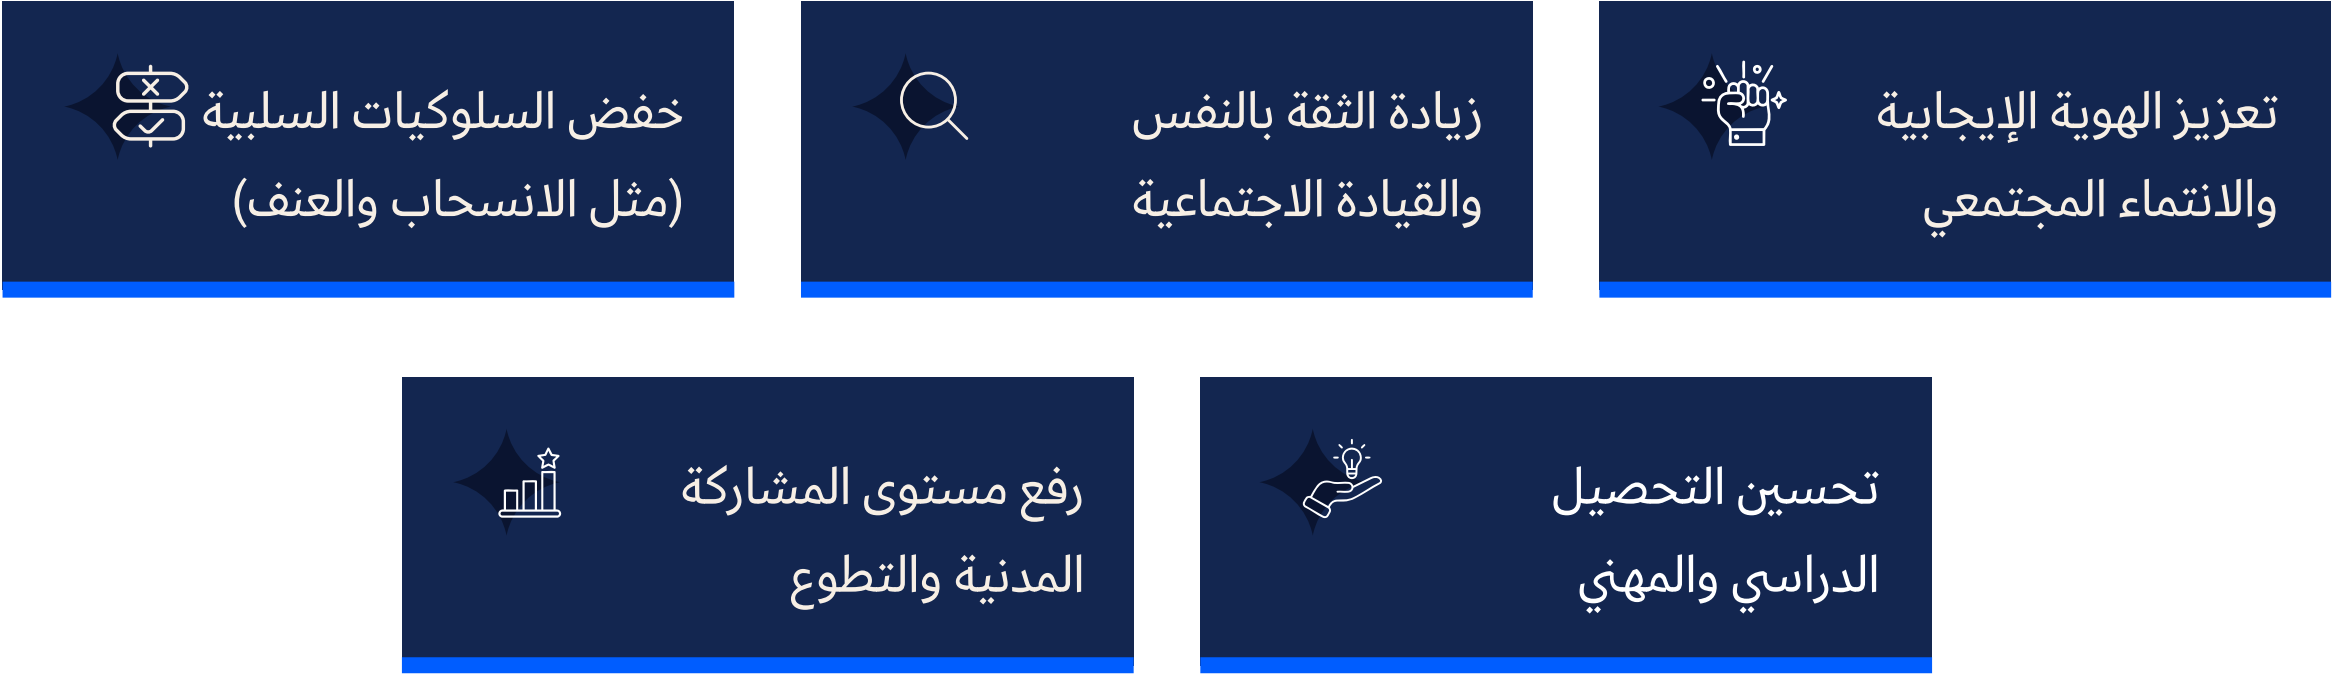 تعزيز الهوية الإيجابية
والانتماء المجتمعي
زيادة الثقة بالنفس
والقيادة الاجتماعية
خفض السلوكيات السلبية
(مثل الانسحاب والعنف)
تحسين التحصيل
الدراسي والمهني
رفع مستوى المشاركة
المدنية والتطوع